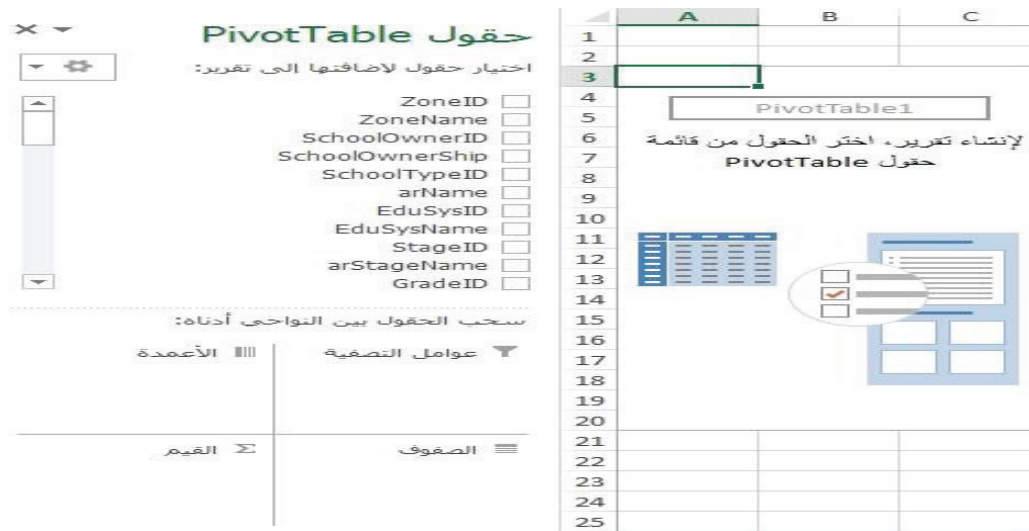 حقول PivotTable
اختيار حقول لإضافتها إلى تقرير:
ZoneID
ZoneName
SchoolOwnerID
SchoolOwnerShip
SchoolTypeID
arName
EduSysID
EduSysName
StageID
arStageName
GradeID
سحب الحقول بين النواحي أدناه:
عوامل التصفية
الأعمدة
الصفوف
Σ القيم
A B C
1
2
3
4
5
6
7
8
9
10
11
12
13
14
15
16
17
18
19
20
21
22
23
24
25
PivotTable1
لإنشاء تقرير، اختر الحقول من قائمة
حقول PivotTable